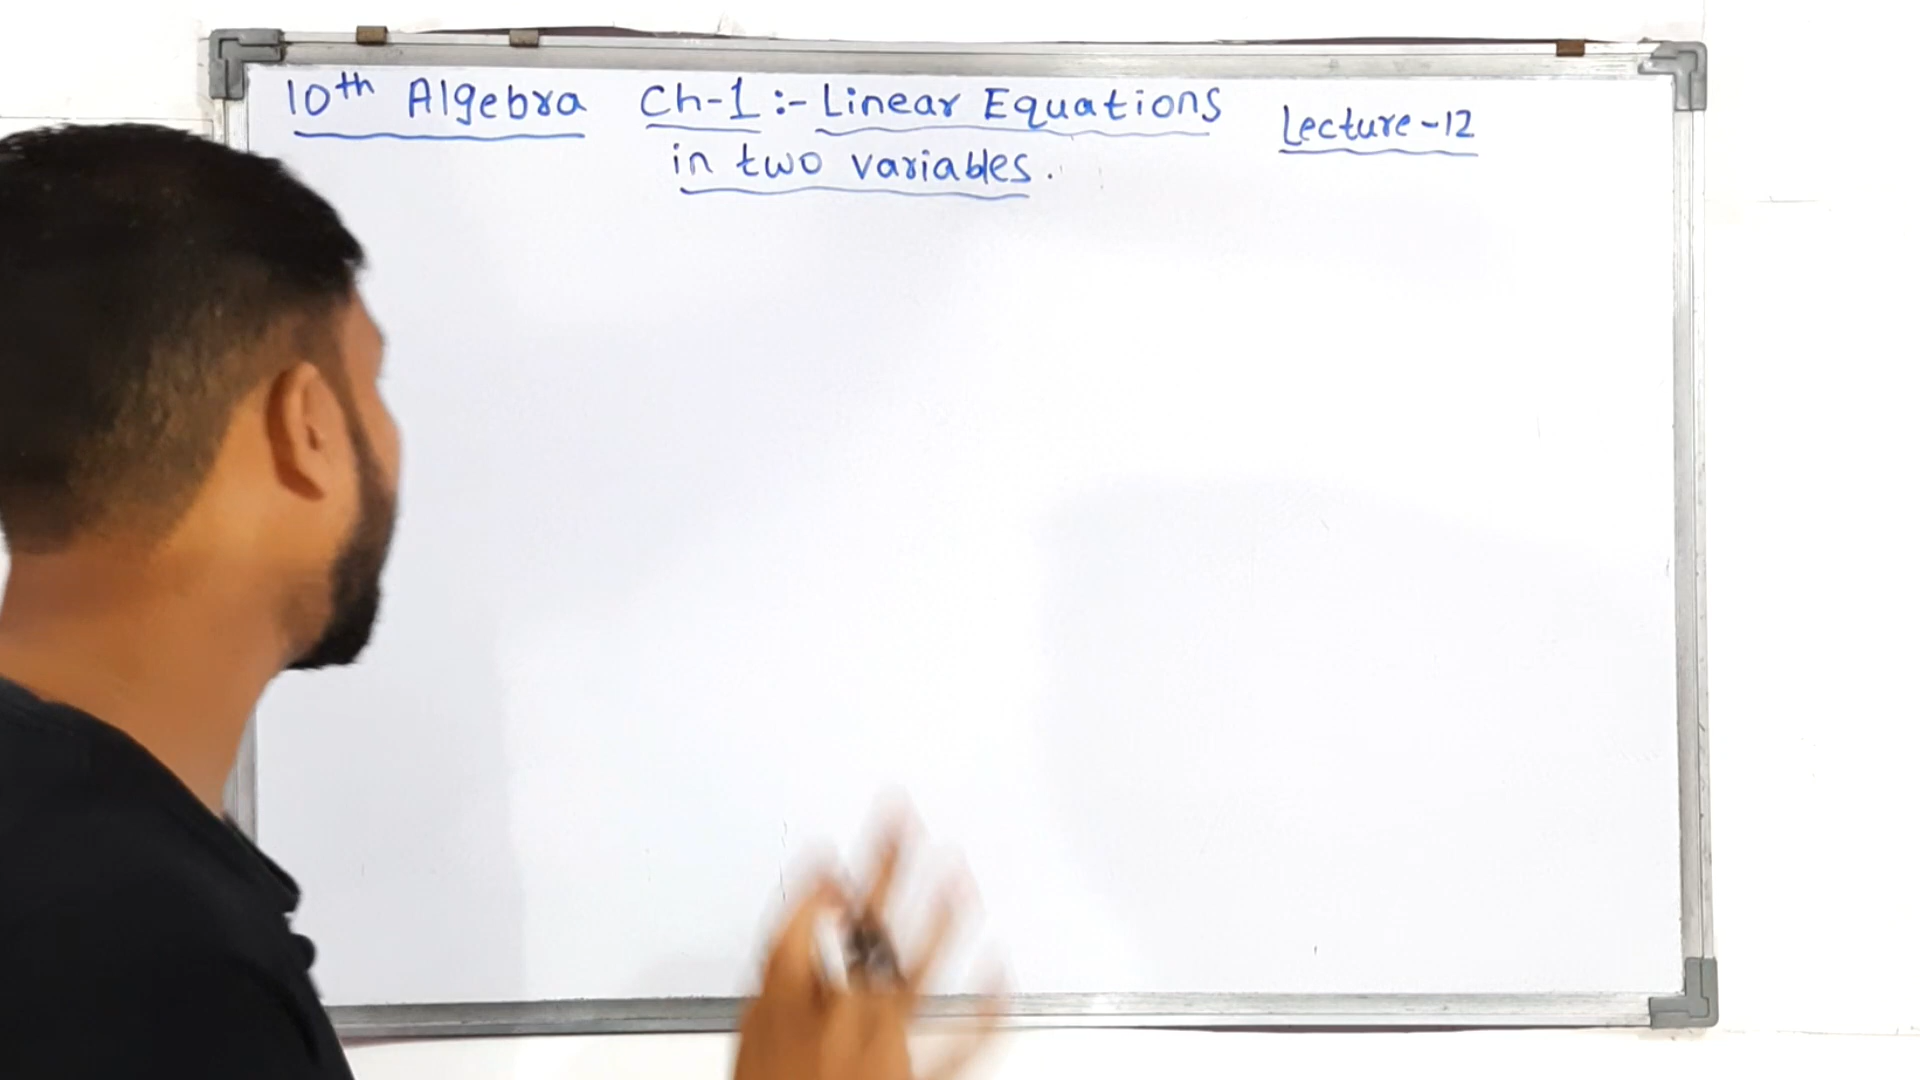 10th Algebra Ch-1 :- Linear Equations Lecture-12
in two variables.